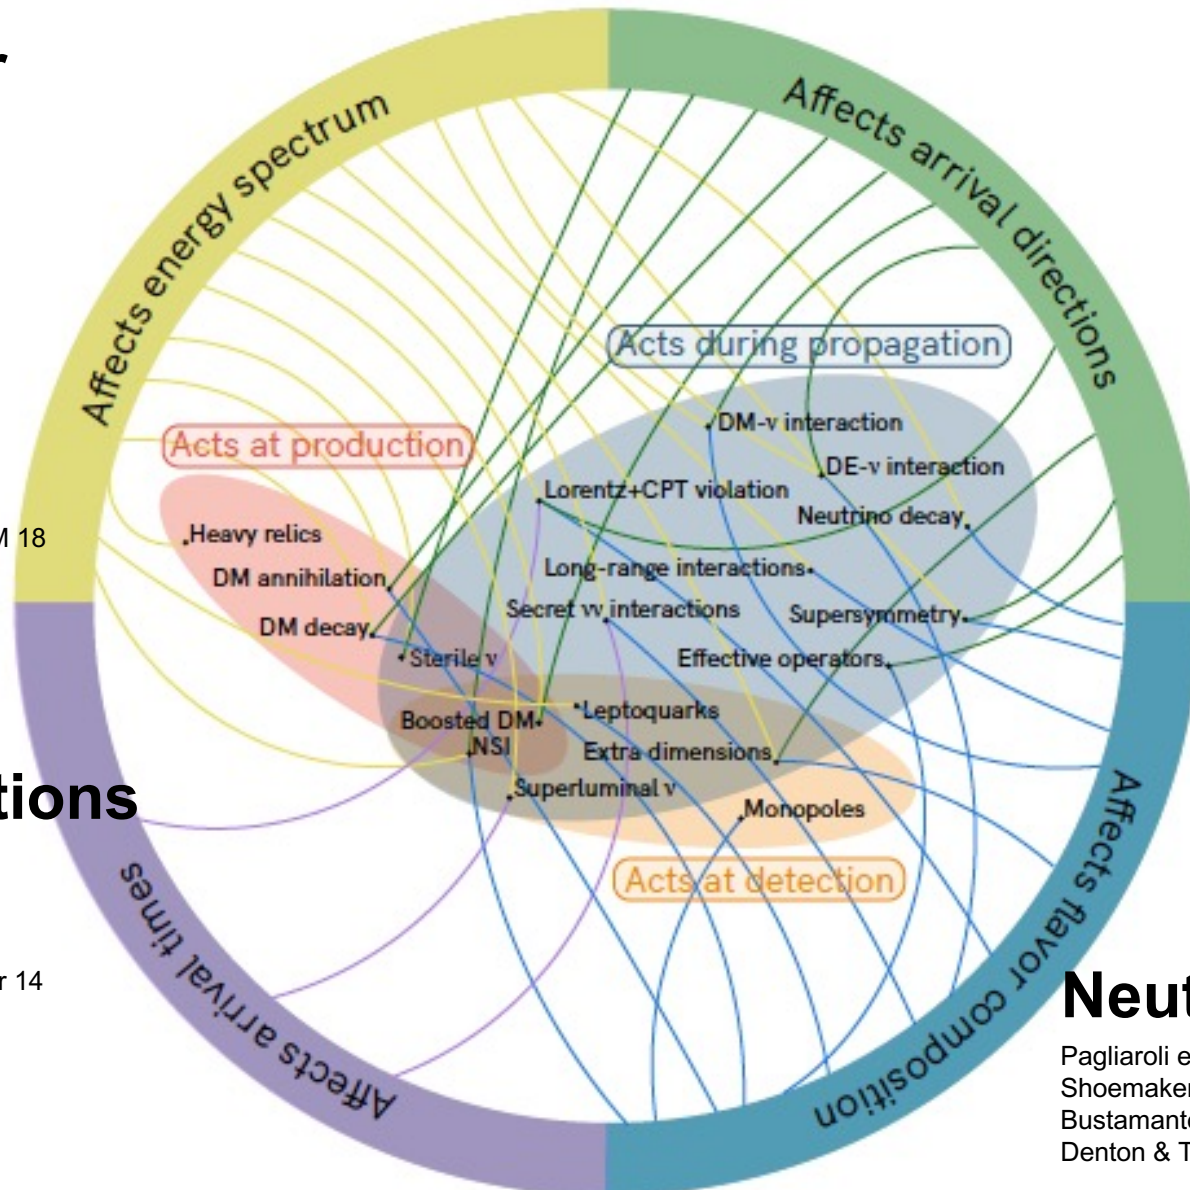 r
Affects energy spectrum
Affects arrival directions
Acts during propagation
DM-ν interaction
Acts at production
DE-ν interaction
Lorentz+CPT violation
Neutrino decay
M 18
Heavy relics
Long-range interactions
DM annihilation
Secret νν interactions
Supersymmetry
DM decay
Sterile ν
Effective operators
Leptoquarks
Boosted DM
NSI
Extra dimensions
Superluminal ν
tions
Monopoles
Acts at detection
Affects arrival times
Affects flavor composition
r 14
Neut
Pagliaroli e
Shoemaker
Bustamante
Denton & T